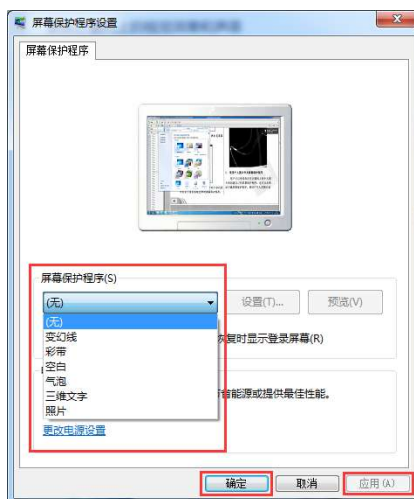 屏幕保护程序设置
屏幕保护程序
屏幕保护程序(S)
(无)
设置(T)...
预览(V)
(无)
变幻线
恢复时显示登录屏幕(R)
彩带
空白
气泡
三维文字
省能源或提供最佳性能。
照片
更改电源设置
确定
取消
应用(A)